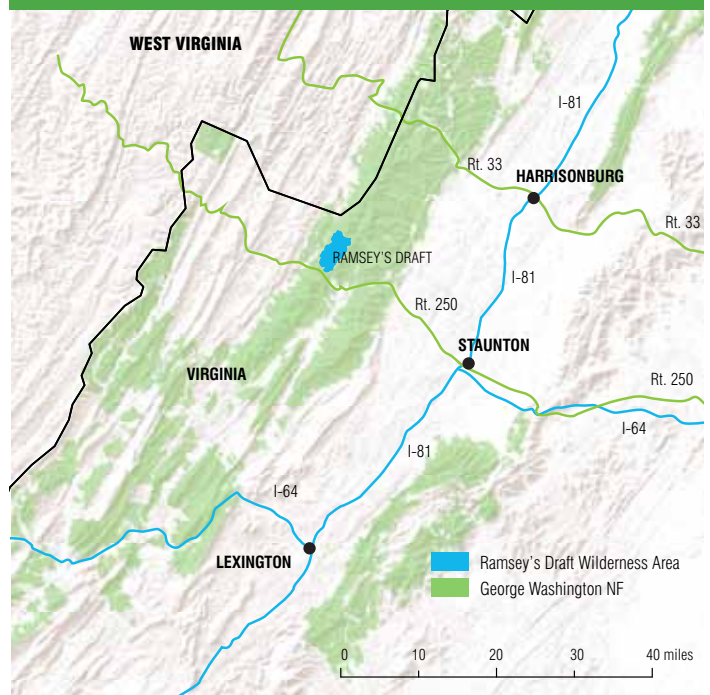 WEST VIRGINIA
I-81
Rt. 33
HARRISONBURG
Rt. 33
RAMSEY'S DRAFT
I-81
Rt. 250
STAUNTON
VIRGINIA
Rt. 250
I-64
I-81
I-64
LEXINGTON
Ramsey's Draft Wilderness Area
George Washington NF
0 10 20 30 40 miles